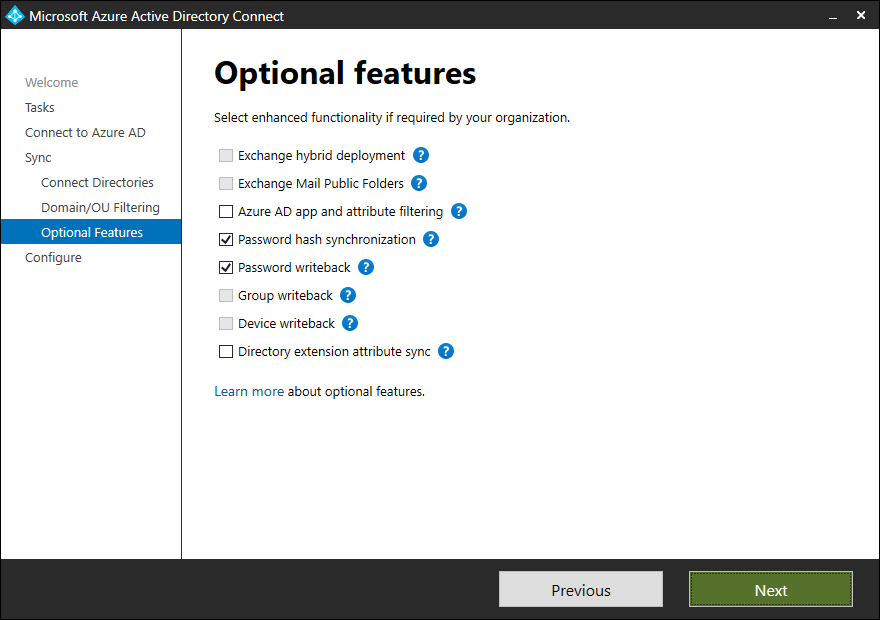 Microsoft Azure Active Directory Connect
Welcome
Tasks
Connect to Azure AD
Sync
Connect Directories
Domain/OU Filtering
Optional Features
Configure
Optional features
Select enhanced functionality if required by your organization.
Exchange hybrid deployment ?
Exchange Mail Public Folders ?
Azure AD app and attribute filtering ?
Password hash synchronization ?
Password writeback ?
Group writeback ?
Device writeback ?
Directory extension attribute sync ?
Learn more about optional features.
Previous
Next